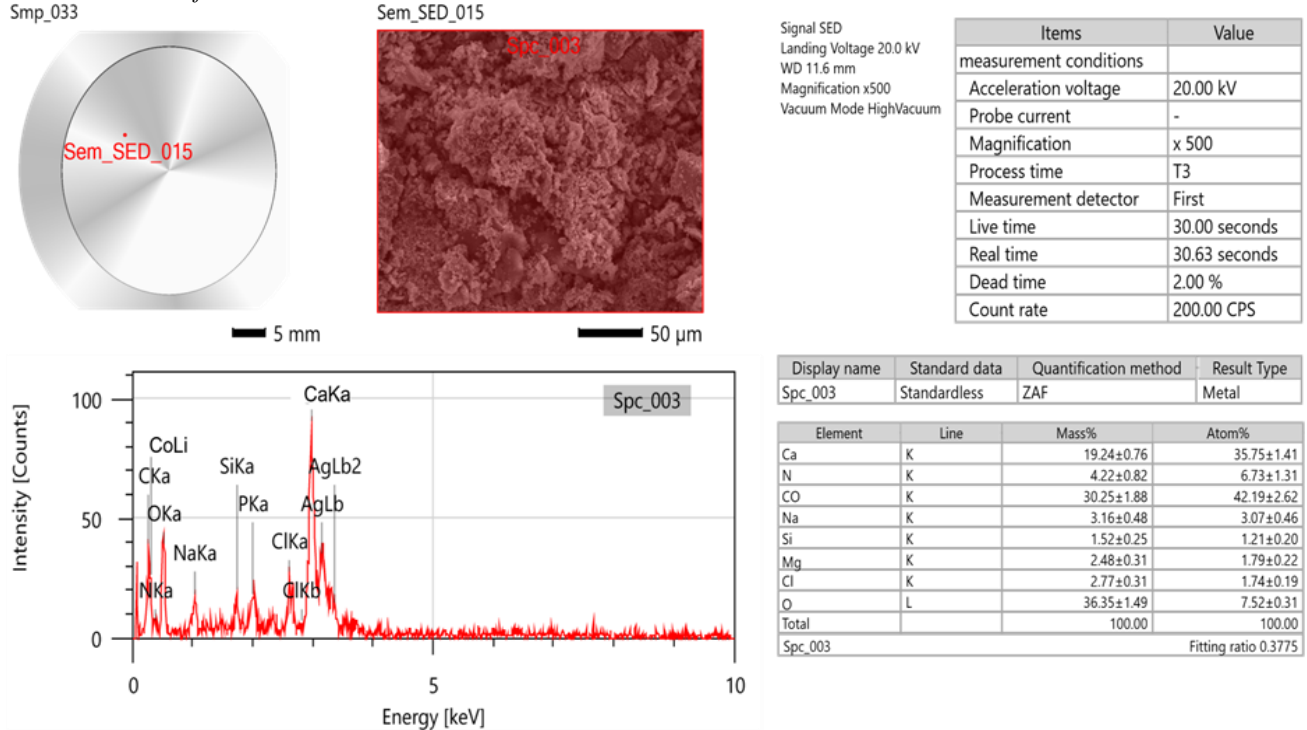 Smp_033
Sem_SED_015
Sem_SED_015
5 mm
Spc_003
50 µm
Signal SED
Landing Voltage 20.0 kV
WD 11.6 mm
Magnification x500
Vacuum Mode HighVacuum
Items Value
measurement conditions
Acceleration voltage 20.00 kV
Probe current -
Magnification x 500
Process time T3
Measurement detector First
Live time 30.00 seconds
Real time 30.63 seconds
Dead time 2.00 %
Count rate 200.00 CPS
Intensity [Counts]
100
50
0
CaKa
Spc_003
CoLi
CKa
SiKa
AgLb2
OKa
PKa
AgLb
NaKa
ClKa
NKa
ClKb
0 5 10
Energy [keV]
Display name Standard data Quantification method Result Type
Spc_003 Standardless ZAF Metal
Element Line Mass% Atom%
Ca K 19.24±0.76 35.75±1.41
N K 4.22±0.82 6.73±1.31
CO K 30.25±1.88 42.19±2.62
Na K 3.16±0.48 3.07±0.46
Si K 1.52±0.25 1.21±0.20
Mg K 2.48±0.31 1.79±0.22
Cl K 2.77±0.31 1.74±0.19
O L 36.35±1.49 7.52±0.31
Total 100.00 100.00
Spc_003 Fitting ratio 0.3775